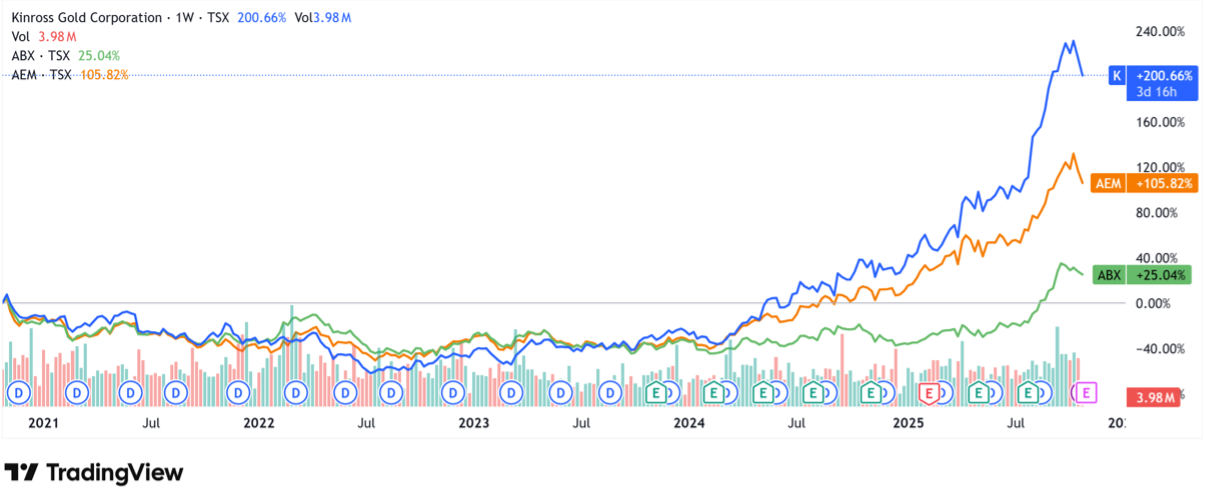 Kinross Gold Corporation · 1W · TSX 200.66% Vol3.98 M
Vol 3.98 M
ABX · TSX 25.04%
AEM · TSX 105.82%
240.00%
K +200.66%
3d 16h
160.00%
120.00%
AEM +105.82%
80.00%
40.00%
ABX +25.04%
0.00%
−40.00%
D D D D D D D D D D D D D E D E D E D E D E D E D E D E D E
3.98 M %
2021 Jul 2022 Jul 2023 Jul 2024 Jul 2025 Jul 20
TradingView